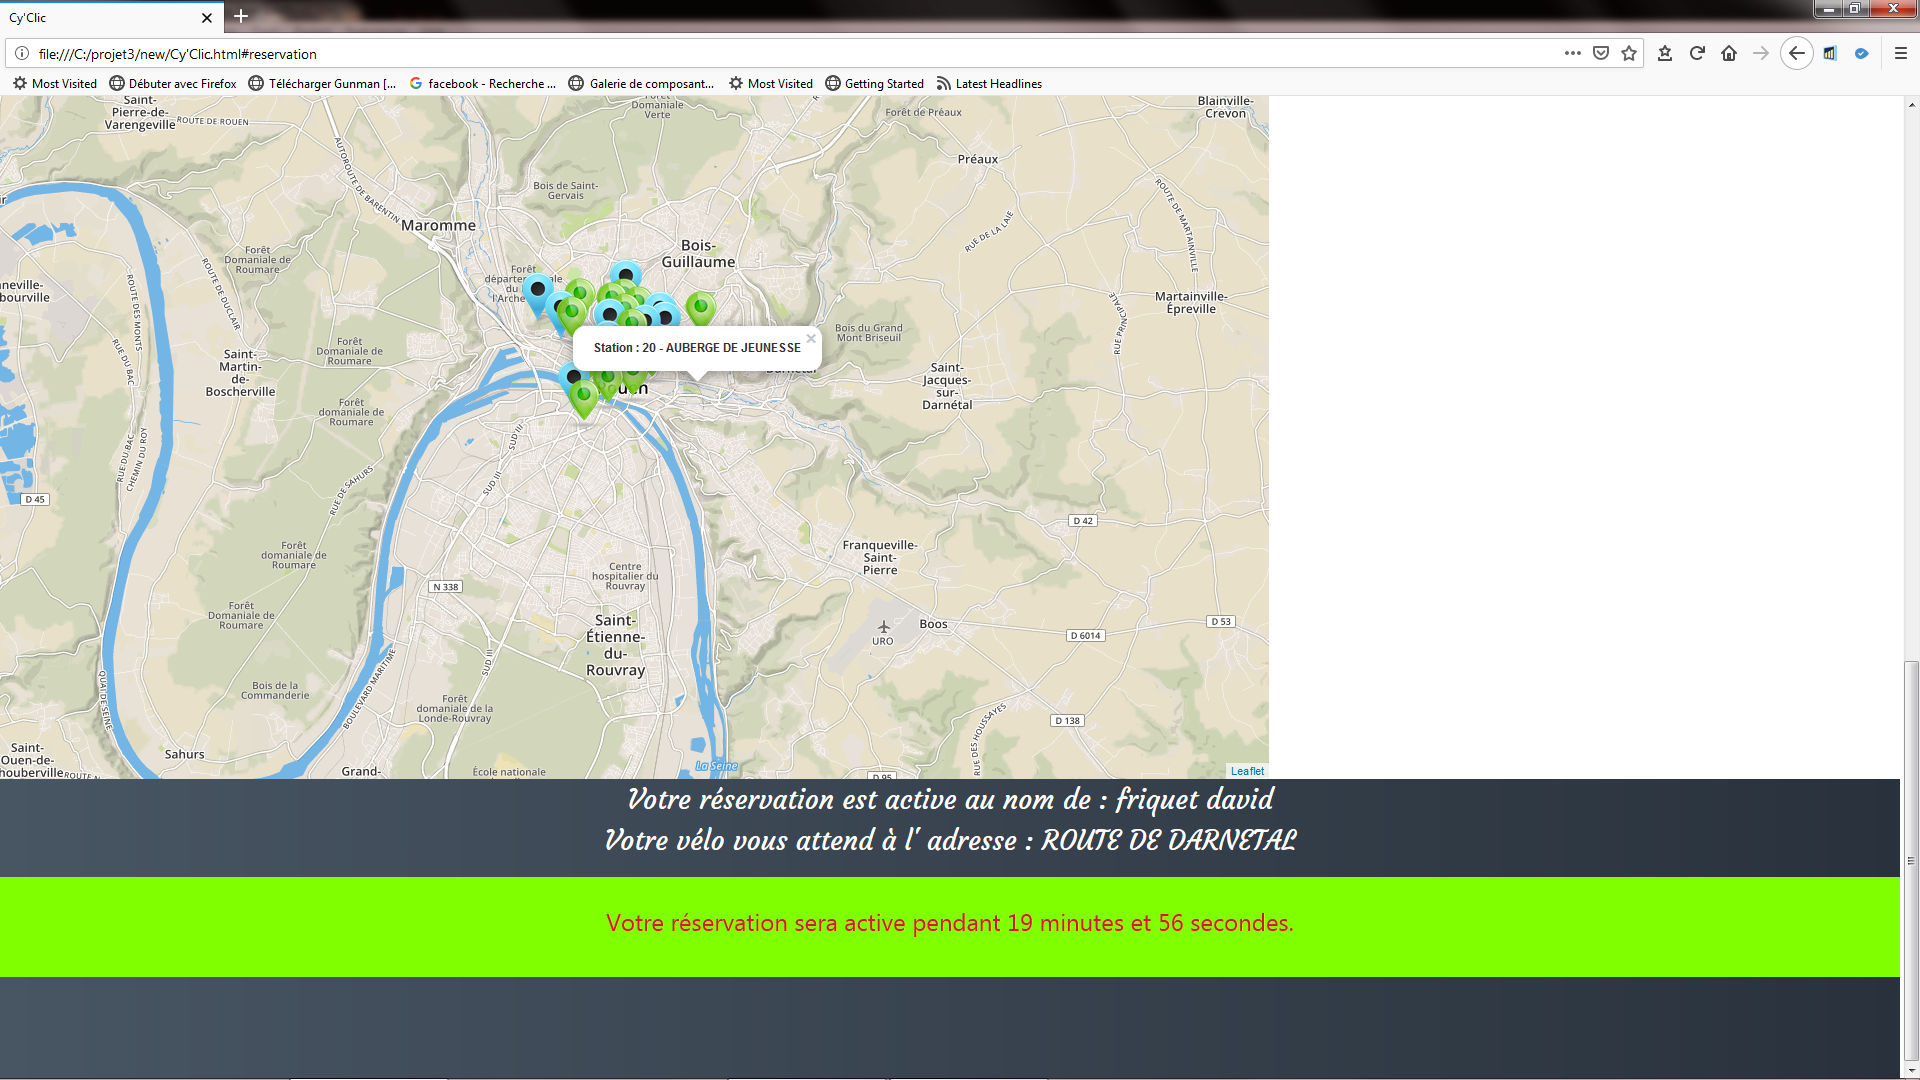 Cy'Clic
file:///C:/projet3/new/Cy'Clic.html#reservation
Most Visited
Débuter avec Firefox
Télécharger Gunman [...
facebook - Recherche ...
Galerie de composant...
Most Visited
Getting Started
Latest Headlines
Saint-
Pierre-de-
Varengeville
ROUTE DE ROUEN
Domaniale
Verte
Forêt de Préaux
Blainville-
Crevon
AUTOROUTE DE BARENTIN
Préaux
Bois de Saint-
Gervais
ROUTE DE MARTAINVILLE
Maromme
RUE DE LA LAIE
Bois-
Guillaume
Forêt
Domaniale de
Roumare
ROUTE DE DUCLAIR
Forêt
RUE PRINCIPALE
Martainville-
Épreville
ROUTE DES MONTS
Bois du Grand
Mont Briseuil
Station : 20 - AUBERGE DE JEUNESSE
×
RUE DU BAC
Saint-
Martin-
de-
Boscherville
Forêt
Domaniale de
Roumare
Saint-
Jacques-
sur-
Darnétal
Forêt
domaniale de
Roumare
SUD III
RUE DU BAC
CHEMIN DU ROY
SUD III
RUE DE SAHURS
D 45
D 42
Forêt
domaniale de
Roumare
Franqueville-
Saint-
Pierre
Centre
hospitalier du
Rouvray
N 338
Forêt
Domaniale de
Roumare
Saint-
Étienne-
du-
Rouvray
URO
Boos
D 6014
D 53
SUD III
BOULEVARD MARITIME
QUAI DE SEINE
Bois de la
Commanderie
Forêt
domaniale de la
Londe-Rouvray
RUE DES HOUSSAYES
D 138
Saint-
Ouen-de-
Sahurs
Grand-
École nationale
La Seine
D 95
Leaflet
Votre réservation est active au nom de : friquet david
Votre vélo vous attend à l' adresse : ROUTE DE DARNETAL
Votre réservation sera active pendant 19 minutes et 56 secondes.